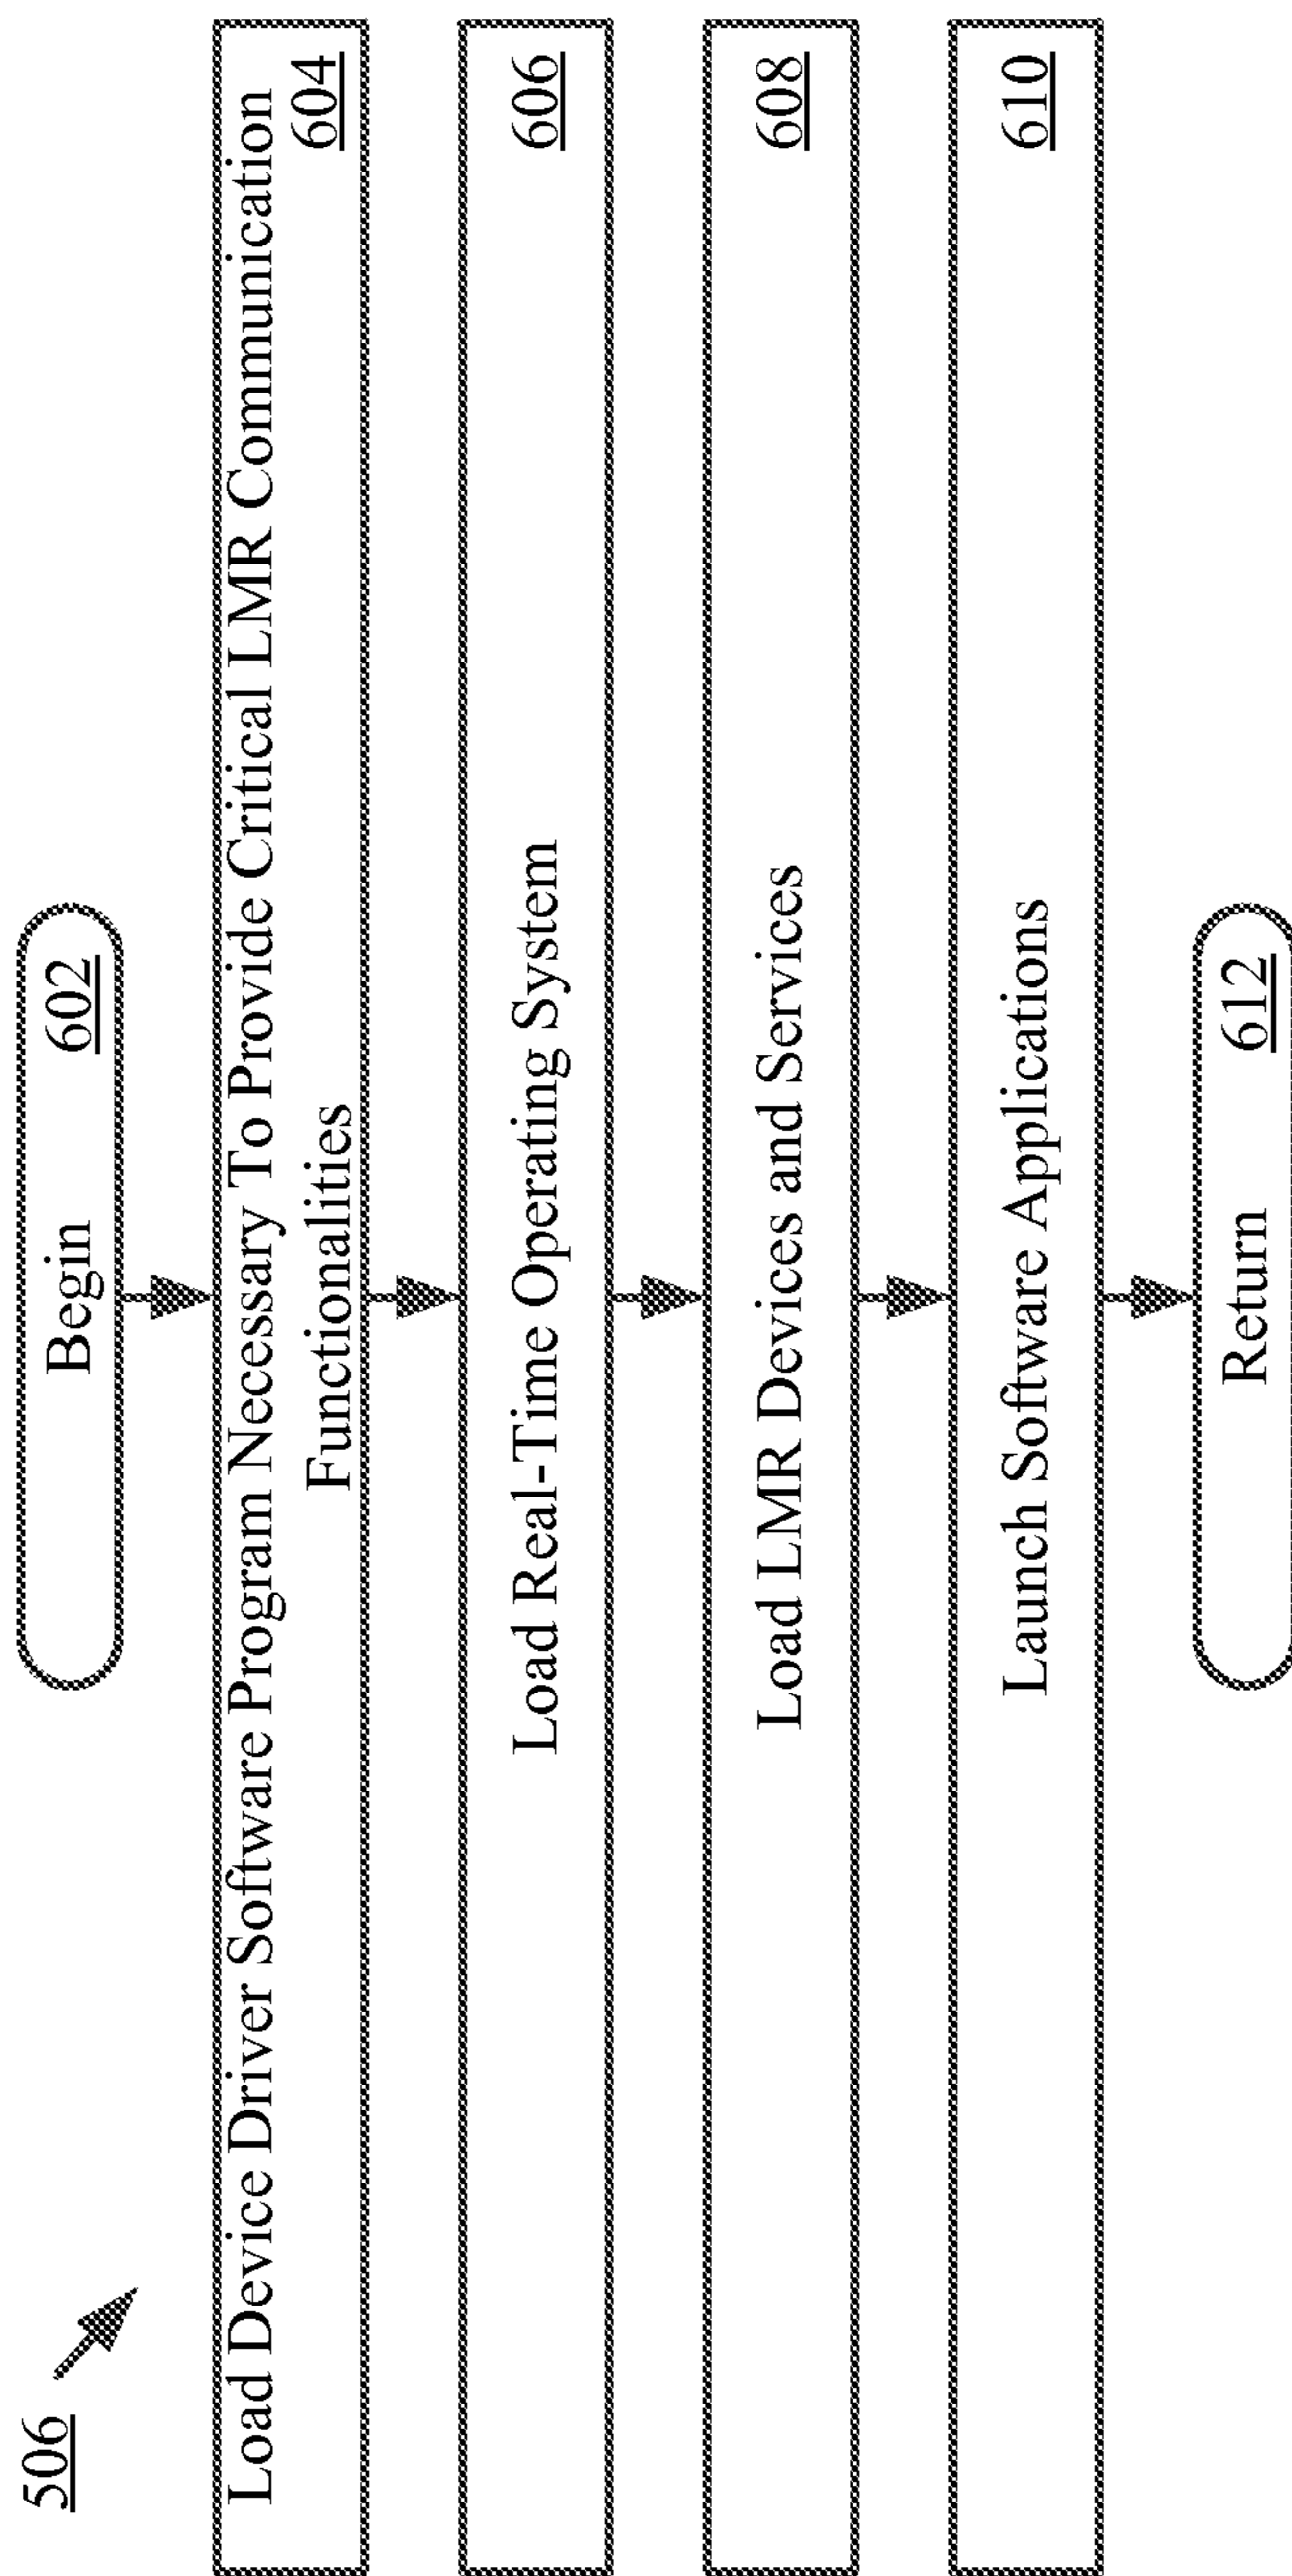 506
Begin 602
Load Device Driver Software Program Necessary To Provide Critical LMR Communication
Functionalities 604
Load Real-Time Operating System 606
Load LMR Devices and Services 608
Launch Software Applications 610
Return 612